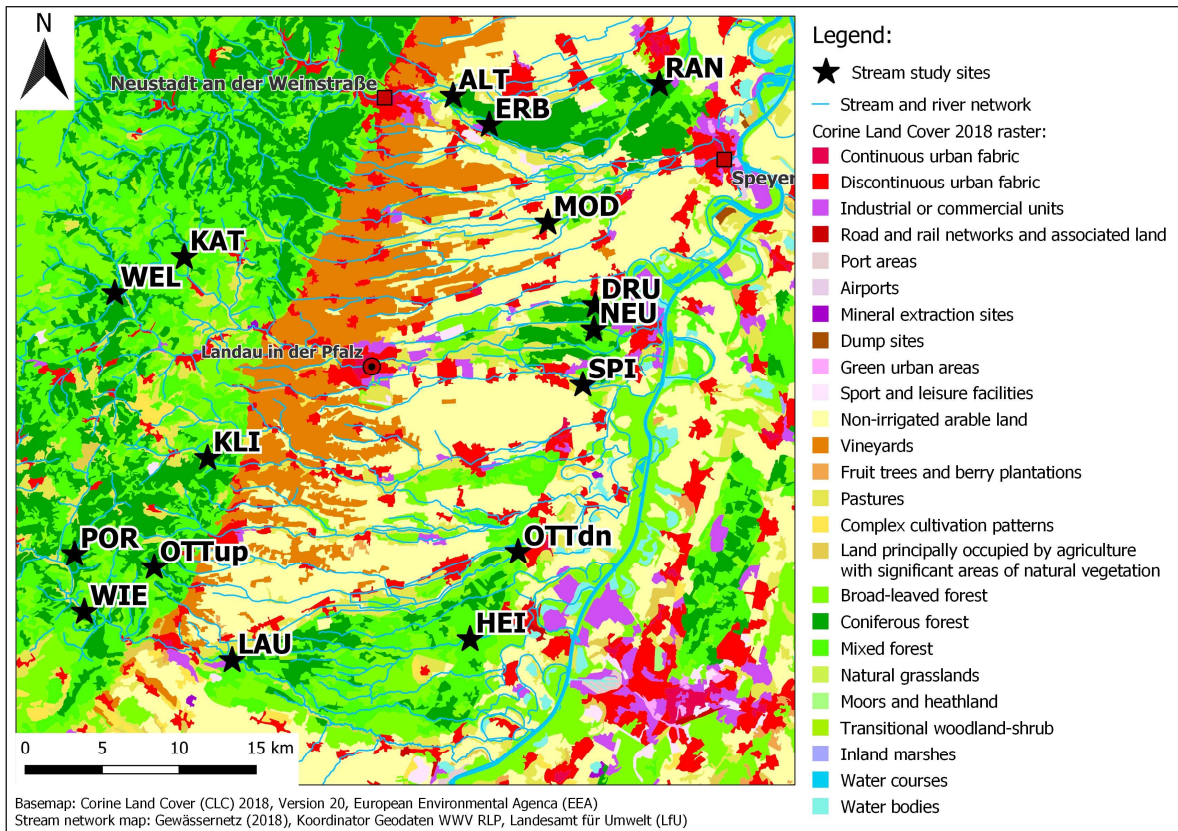 N
Neustadt an der Weinstraße
ALT
RAN
ERB
Speyer
MOD
KAT
WEL
DRU
NEU
Landau in der Pfalz
SPI
KLI
POR
OTTup
OTTdn
WIE
HEI
LAU
0 5 10 15 km
Basemap: Corine Land Cover (CLC) 2018, Version 20, European Environmental Agenca (EEA)
Stream network map: Gewässernetz (2018), Koordinator Geodaten WWV RLP, Landesamt für Umwelt (LfU)
Legend:
Stream study sites
Stream and river network
Corine Land Cover 2018 raster:
Continuous urban fabric
Discontinuous urban fabric
Industrial or commercial units
Road and rail networks and associated land
Port areas
Airports
Mineral extraction sites
Dump sites
Green urban areas
Sport and leisure facilities
Non-irrigated arable land
Vineyards
Fruit trees and berry plantations
Pastures
Complex cultivation patterns
Land principally occupied by agriculture
with significant areas of natural vegetation
Broad-leaved forest
Coniferous forest
Mixed forest
Natural grasslands
Moors and heathland
Transitional woodland-shrub
Inland marshes
Water courses
Water bodies